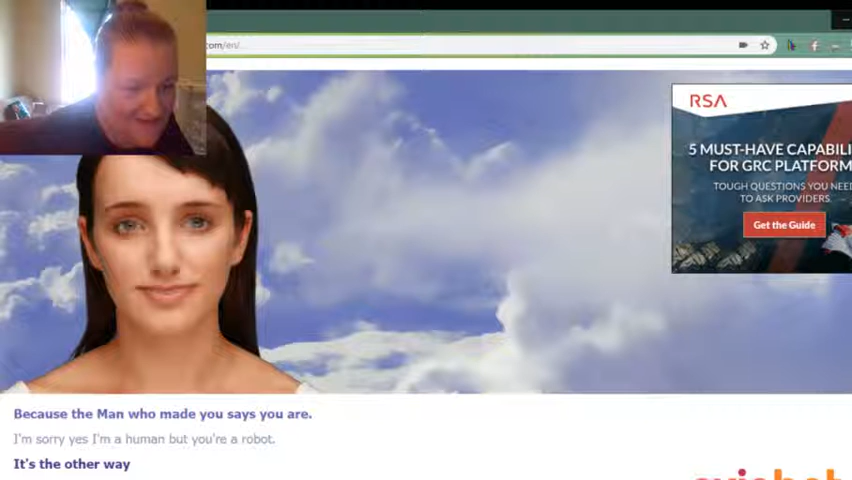 com/en/...
RSA
5 MUST-HAVE CAPABILI
FOR GRC PLATFORM
TOUGH QUESTIONS YOU NEED
TO ASK PROVIDERS.
Get the Guide
Because the Man who made you says you are.
I'm sorry yes I'm a human but you're a robot.
It's the other way